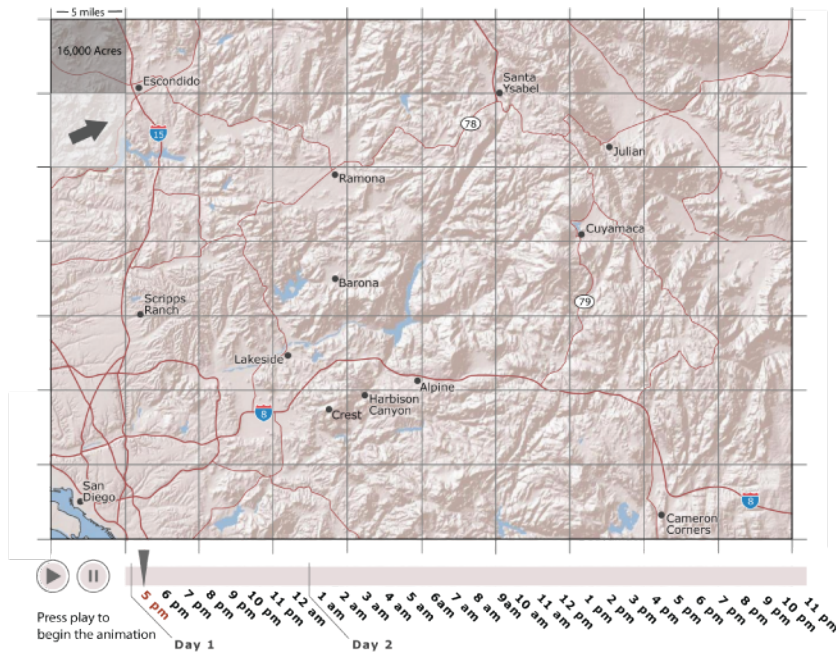 5 miles
16,000 Acres
Escondido
Santa
Ysabel
15
78
Julian
Ramona
Cuyamaca
Barona
79
Scripps
Ranch
Lakeside
Alpine
Harbison
Canyon
8
Crest
San
Diego
8
Cameron
Corners
5 pm
6 pm
7 pm
8 pm
9 pm
10 pm
11 pm
12 am
1 am
2 am
3 am
4 am
5 am
6am
7 am
8 am
9am
10 am
11 am
12 pm
1 pm
2 pm
3 pm
4 pm
5 pm
6 pm
7 pm
8 pm
9 pm
10 pm
11 pm
Press play to
begin the animation
Day 1
Day 2